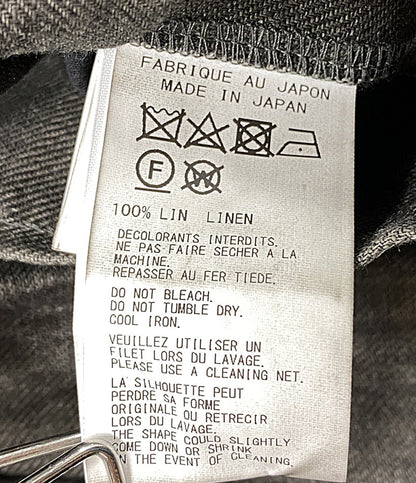 FABRIQUE AU JAPON
MADE IN JAPAN
F W
100% LIN LINEN
DECOLORANTS INTERDITS.
NE PAS FAIRE SECHER A LA
MACHINE.
REPASSER AU FER TIEDE.
DO NOT BLEACH.
DO NOT TUMBLE DRY.
COOL IRON.
VEUILLEZ UTILISER UN
FILET LORS DU LAVAGE.
PLEASE USE A CLEANING NET.
LA SILHOUETTE PEUT
PERDRE SA FORME
ORIGINALE OU RETRECIR
LORS DU LAVAGE.
THE SHAPE COULD SLIGHTLY
COME DOWN OR SHRINK
IN THE EVENT OF CLEANING.